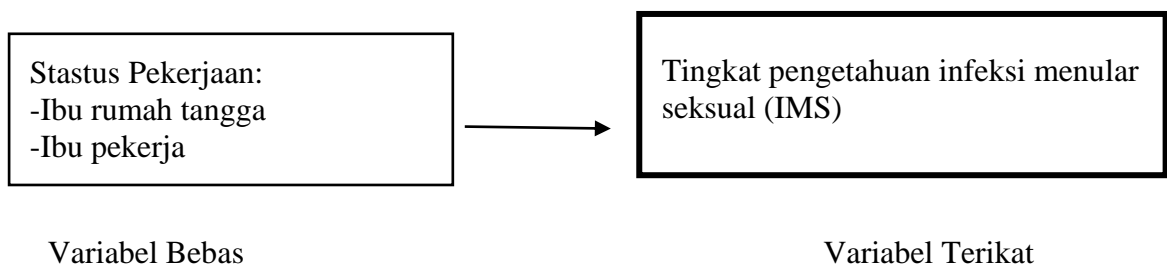 Stastus Pekerjaan:
-Ibu rumah tangga
-Ibu pekerja
Tingkat pengetahuan infeksi menular
seksual (IMS)
Variabel Bebas
Variabel Terikat